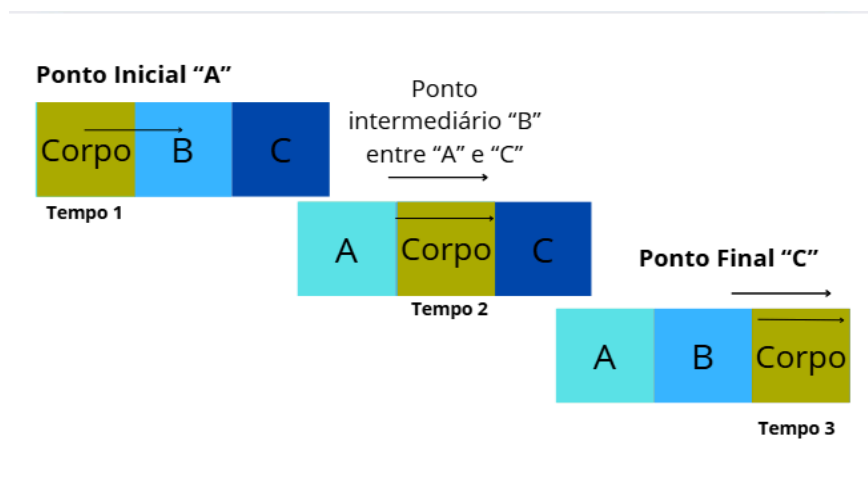 Ponto Inicial “A”
Corpo B C
Tempo 1
Ponto
intermediário “B”
entre “A” e “C”
A Corpo C
Tempo 2
Ponto Final “C”
A B Corpo
Tempo 3